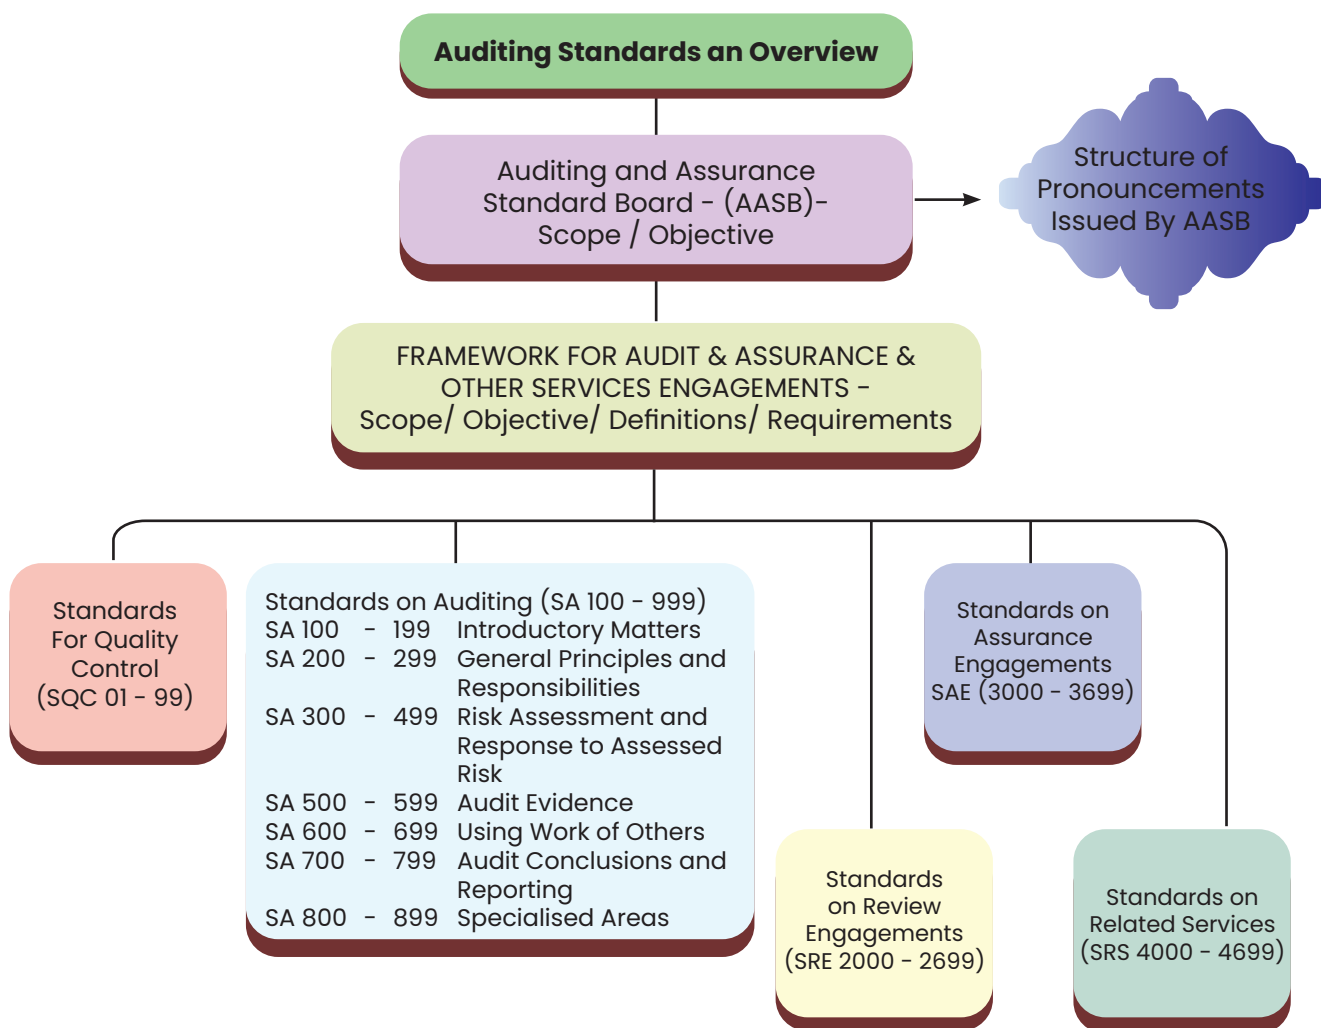 Auditing Standards an Overview
Auditing and Assurance
Standard Board - (AASB)-
Scope / Objective
Structure of
Pronouncements
Issued By AASB
FRAMEWORK FOR AUDIT & ASSURANCE &
OTHER SERVICES ENGAGEMENTS -
Scope/ Objective/ Definitions/ Requirements
Standards
For Quality
Control
(SQC 01 - 99)
Standards on Auditing (SA 100 - 999)
SA 100 - 199 Introductory Matters
SA 200 - 299 General Principles and
Responsibilities
SA 300 - 499 Risk Assessment and
Response to Assessed
Risk
SA 500 - 599 Audit Evidence
SA 600 - 699 Using Work of Others
SA 700 - 799 Audit Conclusions and
Reporting
SA 800 - 899 Specialised Areas
Standards
on Review
Engagements
(SRE 2000 - 2699)
Standards on
Assurance
Engagements
SAE (3000 - 3699)
Standards on
Related Services
(SRS 4000 - 4699)